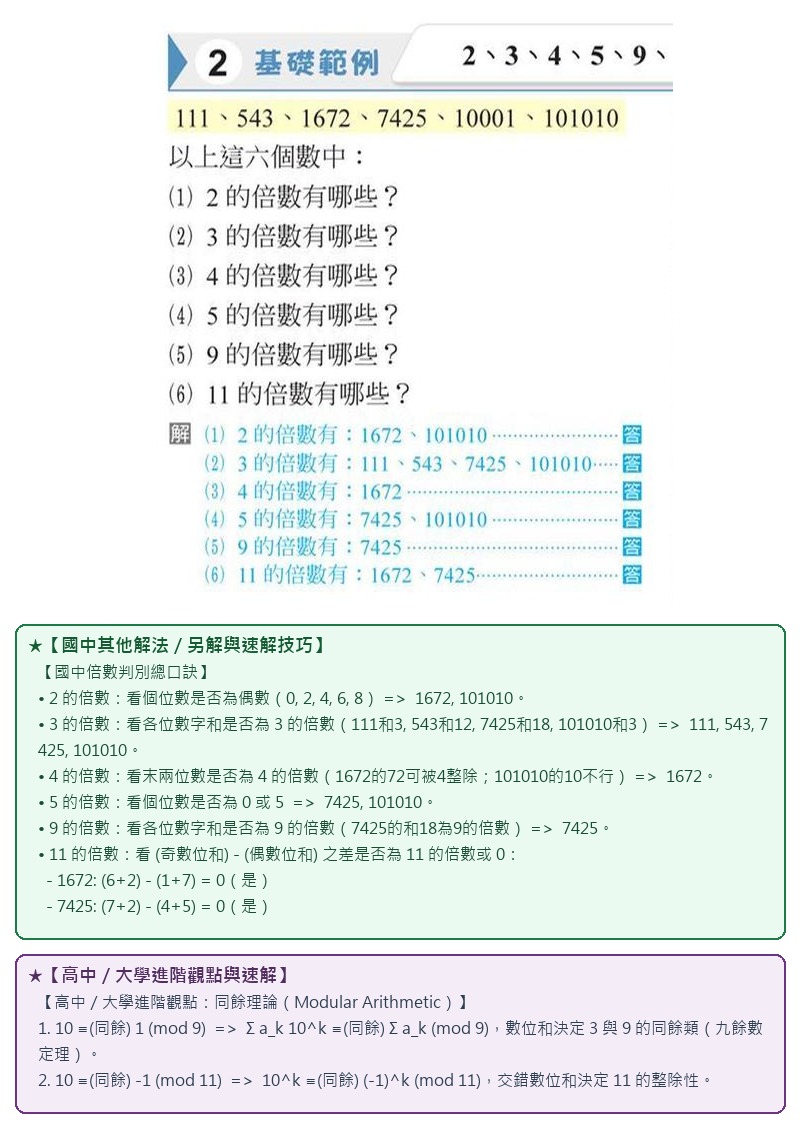 2 基礎範例 2、3、4、5、9、
111、543、1672、7425、10001、101010
以上這六個數中：
⑴ 2 的倍數有哪些？
⑵ 3 的倍數有哪些？
⑶ 4 的倍數有哪些？
⑷ 5 的倍數有哪些？
⑸ 9 的倍數有哪些？
⑹ 11 的倍數有哪些？
解 ⑴ 2 的倍數有：1672、101010 ························ 答
⑵ 3 的倍數有：111、543、7425、101010····· 答
⑶ 4 的倍數有：1672 ········································ 答
⑷ 5 的倍數有：7425、101010 ························ 答
⑸ 9 的倍數有：7425 ········································ 答
⑹ 11 的倍數有：1672、7425·························· 答
★【國中其他解法 / 另解與速解技巧】
【國中倍數判別總口訣】
• 2 的倍數：看個位數是否為偶數（0, 2, 4, 6, 8） => 1672, 101010。
• 3 的倍數：看各位數字和是否為 3 的倍數（111和3, 543和12, 7425和18, 101010和3） => 111, 543, 7
425, 101010。
• 4 的倍數：看末兩位數是否為 4 的倍數（1672的72可被4整除；101010的10不行） => 1672。
• 5 的倍數：看個位數是否為 0 或 5 => 7425, 101010。
• 9 的倍數：看各位數字和是否為 9 的倍數（7425的和18為9的倍數） => 7425。
• 11 的倍數：看 (奇數位和) - (偶數位和) 之差是否為 11 的倍數或 0：
- 1672: (6+2) - (1+7) = 0（是）
- 7425: (7+2) - (4+5) = 0（是）
★【高中 / 大學進階觀點與速解】
【高中 / 大學進階觀點：同餘理論（Modular Arithmetic）】
1. 10 ≡(同餘) 1 (mod 9) => Σ a_k 10^k ≡(同餘) Σ a_k (mod 9)，數位和決定 3 與 9 的同餘類（九餘數
定理）。
2. 10 ≡(同餘) -1 (mod 11) => 10^k ≡(同餘) (-1)^k (mod 11)，交錯數位和決定 11 的整除性。